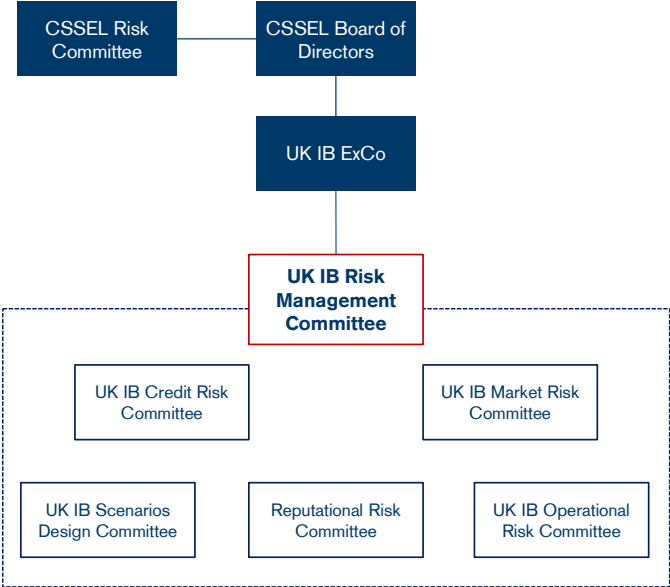 CSSEL Risk
Committee
CSSEL Board of
Directors
UK IB ExCo
UK IB Risk
Management
Committee
UK IB Credit Risk
Committee
UK IB Market Risk
Committee
UK IB Scenarios
Design Committee
Reputational Risk
Committee
UK IB Operational
Risk Committee